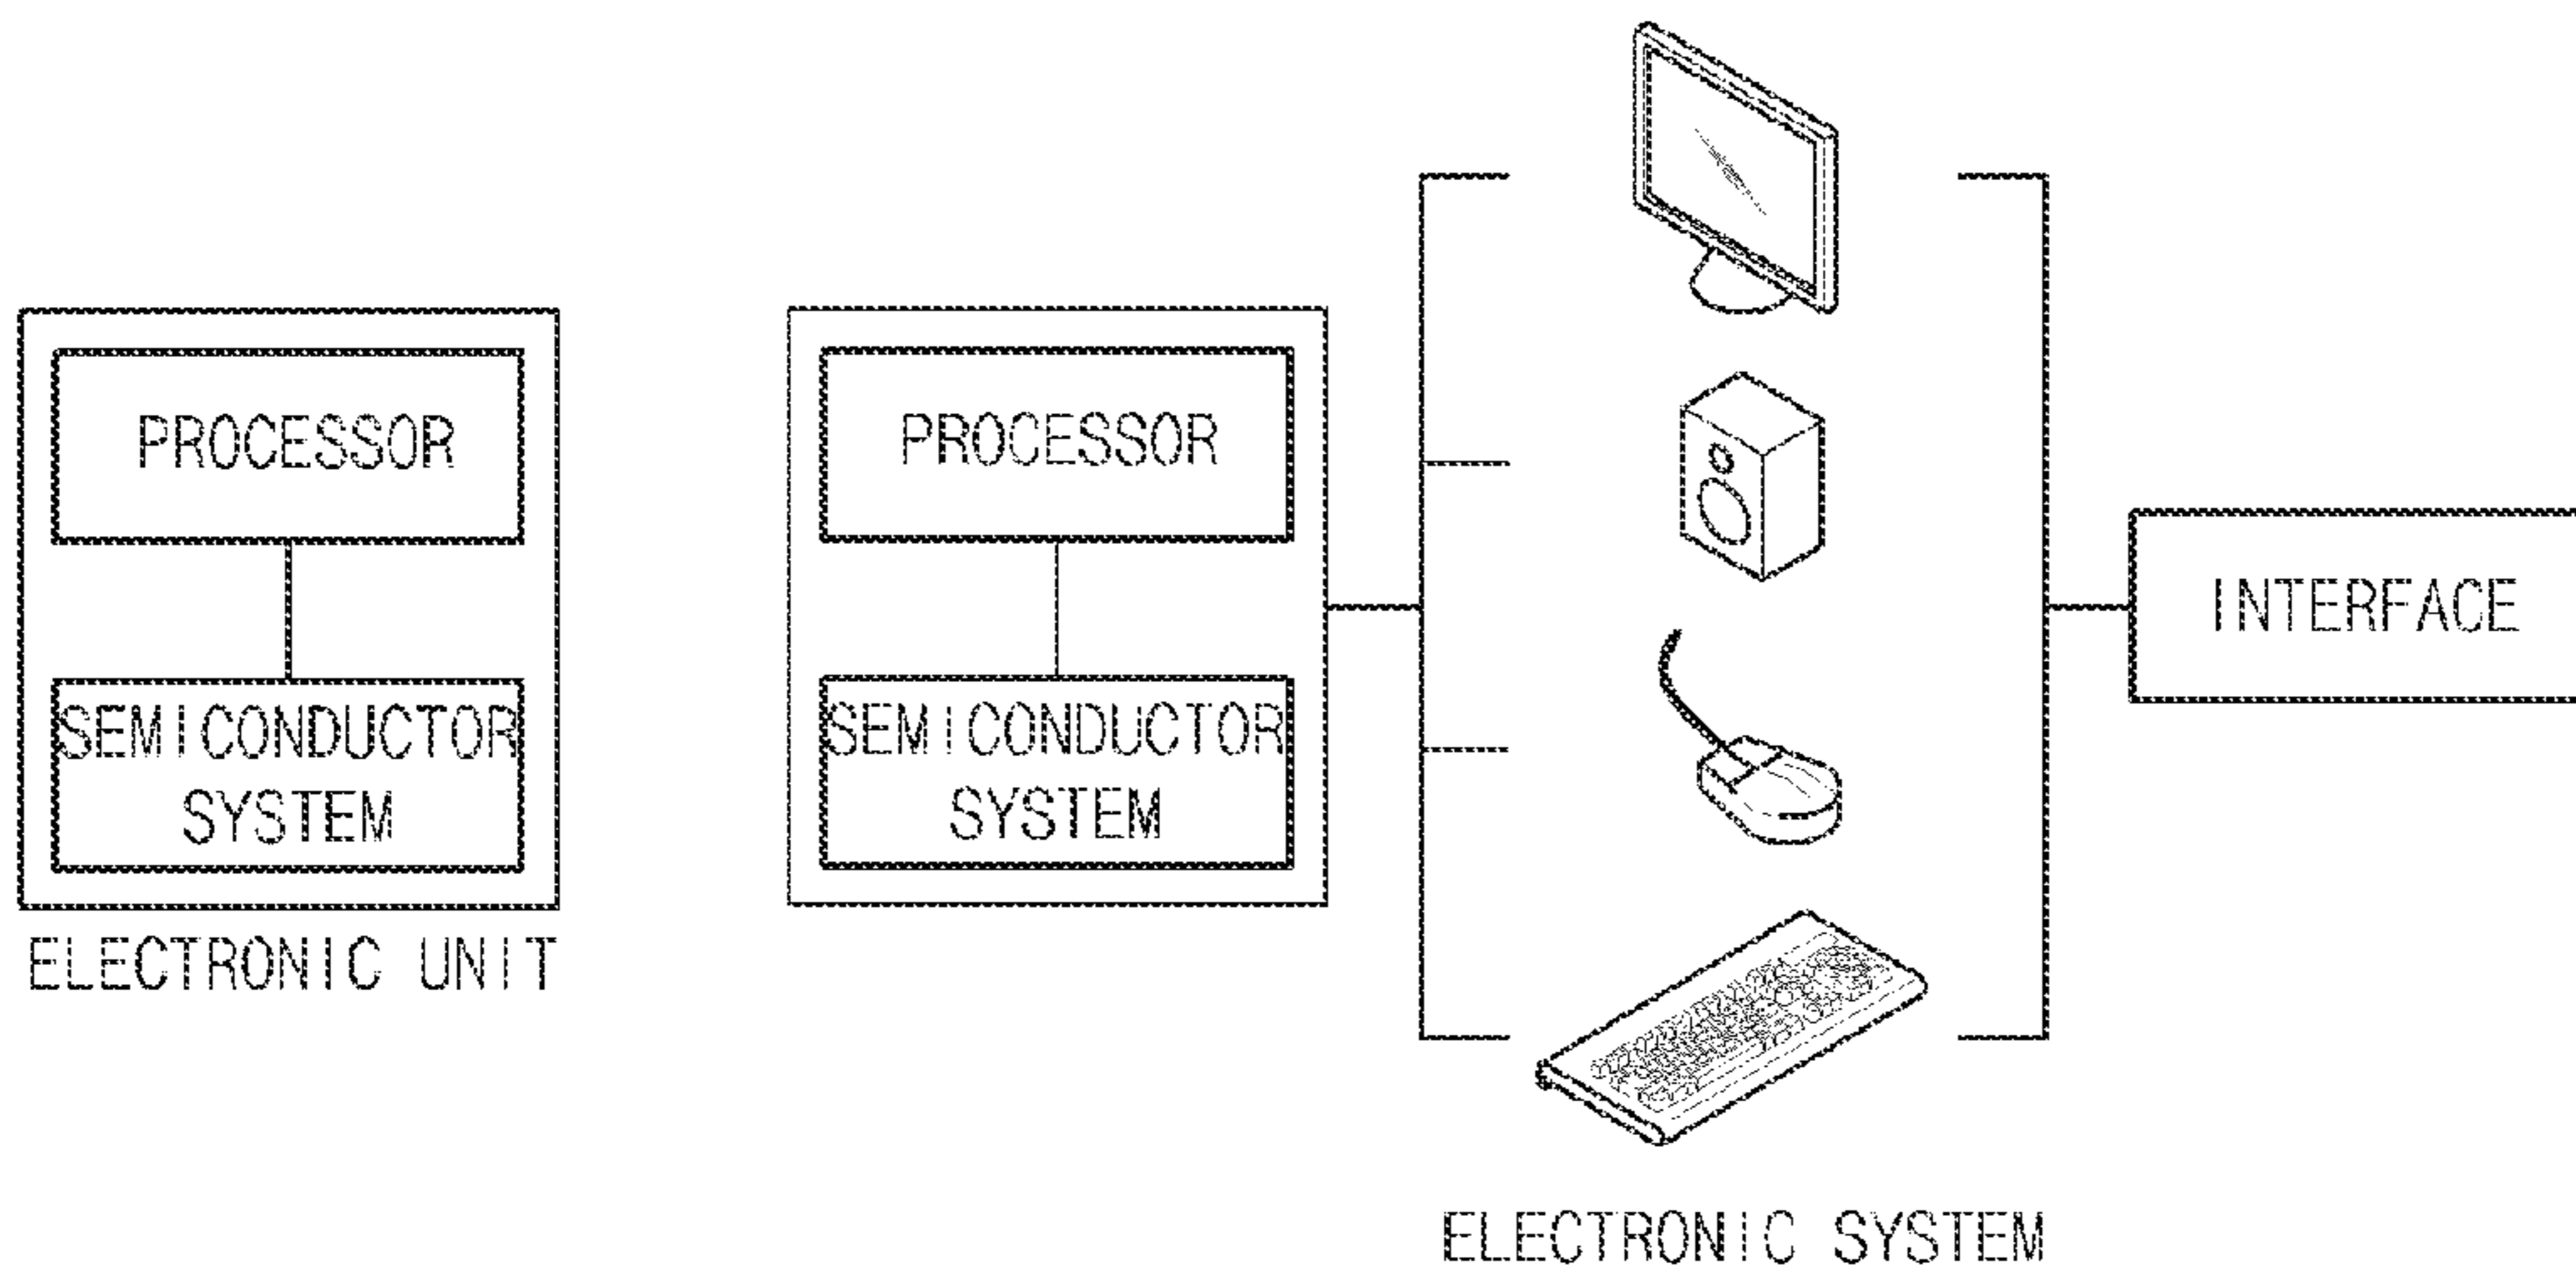 PROCESSOR
SEMICONDUCTOR
SYSTEM
ELECTRONIC UNIT
PROCESSOR
SEMICONDUCTOR
SYSTEM
INTERFACE
ELECTRONIC SYSTEM